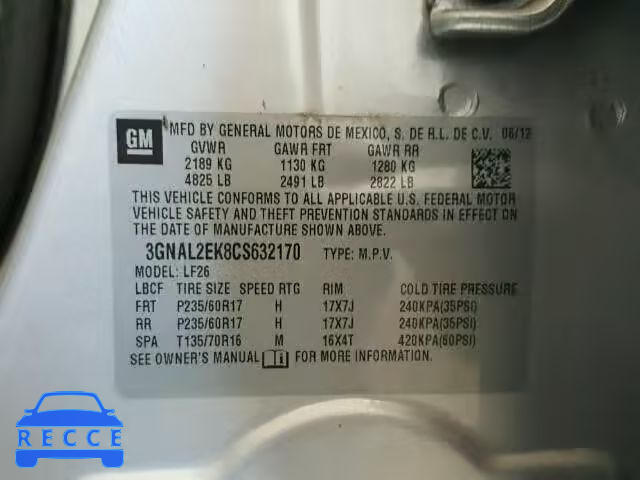 GM
MFD BY GENERAL MOTORS DE MEXICO, S. DE R.L. DE C.V. 06/12
GVWR GAWR FRT GAWR RR
2189 KG 1130 KG 1280 KG
4825 LB 2491 LB 2822 LB
THIS VEHICLE CONFORMS TO ALL APPLICABLE U.S. FEDERAL MOTOR
VEHICLE SAFETY AND THEFT PREVENTION STANDARDS IN EFFECT ON
THE DATE OF MANUFACTURE SHOWN ABOVE.
3GNAL2EK8CS632170 TYPE: M.P.V.
MODEL: LF26
LBCF TIRE SIZE SPEED RTG RIM COLD TIRE PRESSURE
FRT P235/60R17 H 17X7J 240KPA(35PSI)
RR P235/60R17 H 17X7J 240KPA(35PSI)
SPA T135/70R16 M 16X4T 420KPA(60PSI)
SEE OWNER'S MANUAL FOR MORE INFORMATION
RECCE